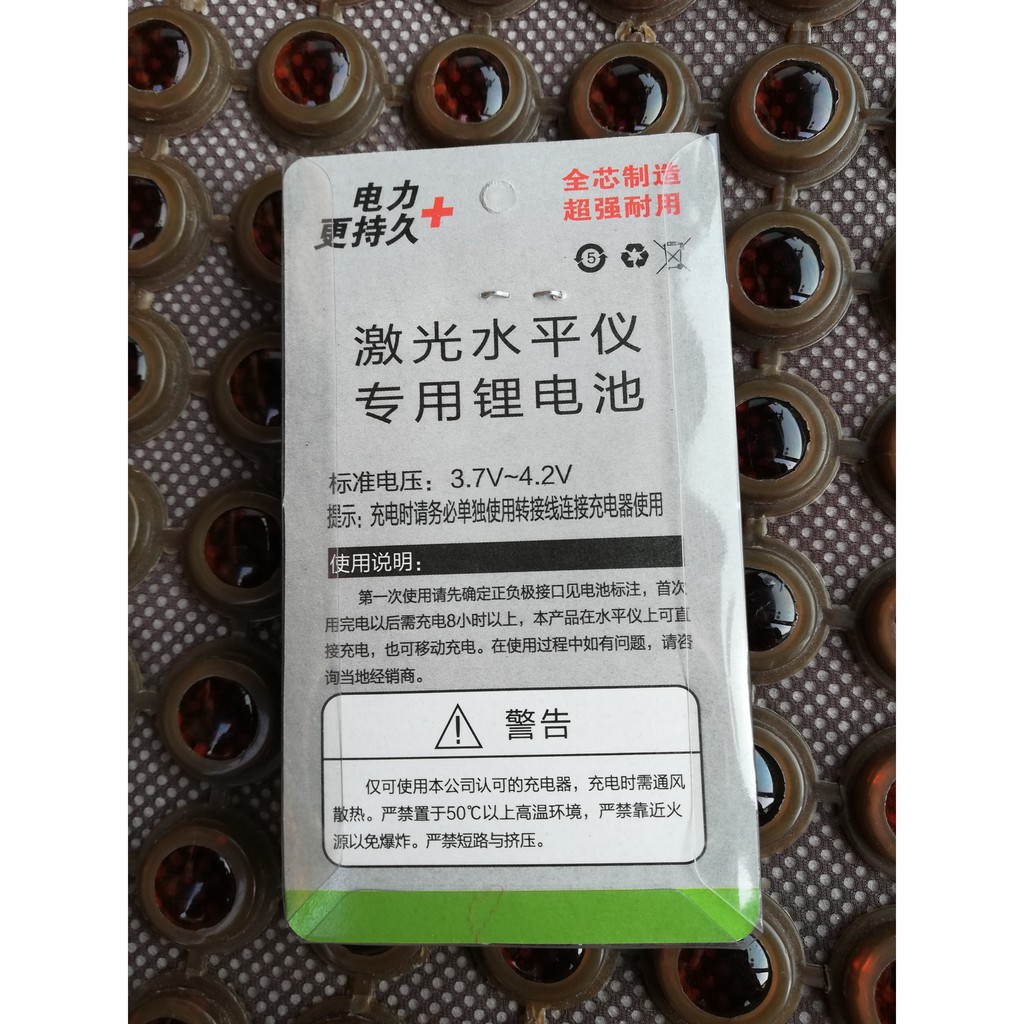 电力
更持久+
全芯制造
超强耐用
5
激光水平仪
专用锂电池
标准电压：3.7V~4.2V
提示：充电时请务必单独使用转接线连接充电器使用
使用说明：
第一次使用请先确定正负极接口见电池标注，首次
用完电以后需充电8小时以上，本产品在水平仪上可直
接充电，也可移动充电。在使用过程中如有问题，请咨
询当地经销商。
警告
仅可使用本公司认可的充电器，充电时需通风
散热。严禁置于50℃以上高温环境，严禁靠近火
源以免爆炸。严禁短路与挤压。